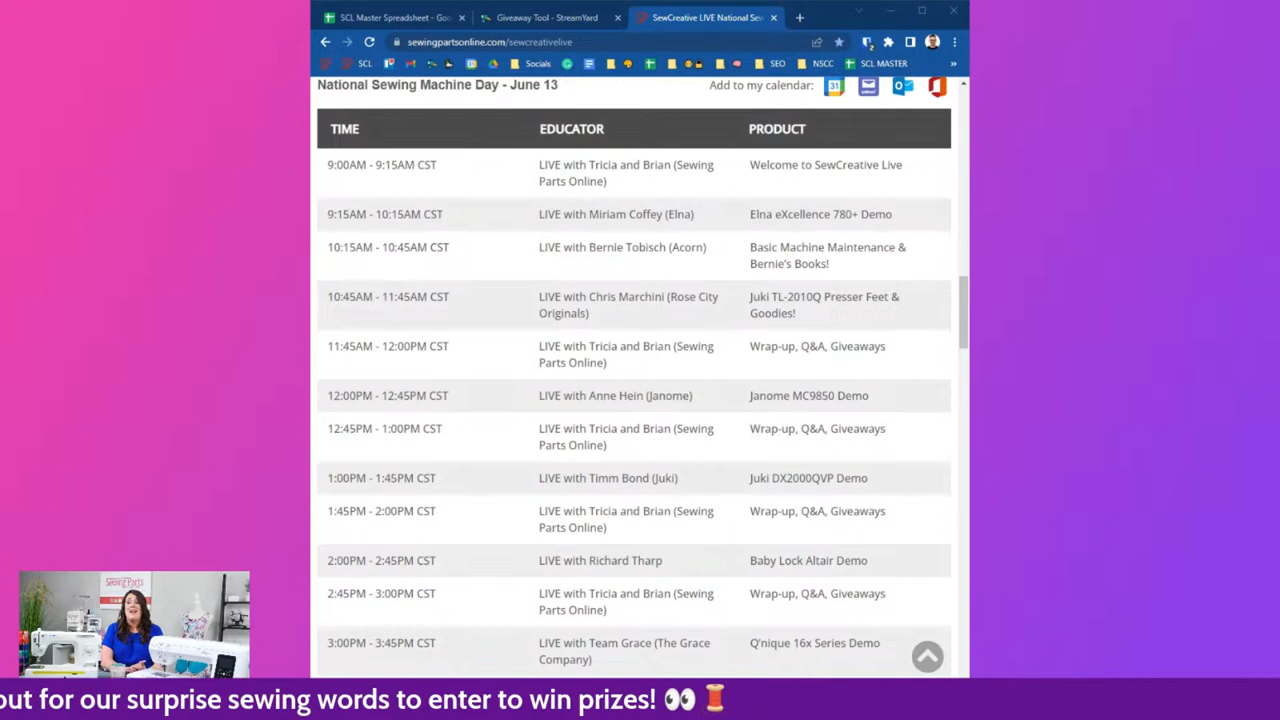 SCL Master Spreadsheet - Goo
Giveaway Tool - StreamYard
SewCreative LIVE National Sew
sewingpartsonline.com/sewcreativelive
SCL
Socials
SEO
NSCC
SCL MASTER
National Sewing Machine Day - June 13
Add to my calendar:
31
TIME EDUCATOR PRODUCT
9:00AM - 9:15AM CST LIVE with Tricia and Brian (Sewing Welcome to SewCreative Live
Parts Online)
9:15AM - 10:15AM CST LIVE with Miriam Coffey (Elna) Elna eXcellence 780+ Demo
10:15AM - 10:45AM CST LIVE with Bernie Tobisch (Acorn) Basic Machine Maintenance &
Bernie's Books!
10:45AM - 11:45AM CST LIVE with Chris Marchini (Rose City Juki TL-2010Q Presser Feet &
Originals) Goodies!
11:45AM - 12:00PM CST LIVE with Tricia and Brian (Sewing Wrap-up, Q&A, Giveaways
Parts Online)
12:00PM - 12:45PM CST LIVE with Anne Hein (Janome) Janome MC9850 Demo
12:45PM - 1:00PM CST LIVE with Tricia and Brian (Sewing Wrap-up, Q&A, Giveaways
Parts Online)
1:00PM - 1:45PM CST LIVE with Timm Bond (Juki) Juki DX2000QVP Demo
1:45PM - 2:00PM CST LIVE with Tricia and Brian (Sewing Wrap-up, Q&A, Giveaways
Parts Online)
2:00PM - 2:45PM CST LIVE with Richard Tharp Baby Lock Altair Demo
2:45PM - 3:00PM CST LIVE with Tricia and Brian (Sewing Wrap-up, Q&A, Giveaways
Parts Online)
3:00PM - 3:45PM CST LIVE with Team Grace (The Grace Q'nique 16x Series Demo
Company)
Sewing Parts
out for our surprise sewing words to enter to win prizes! 👀 🧵